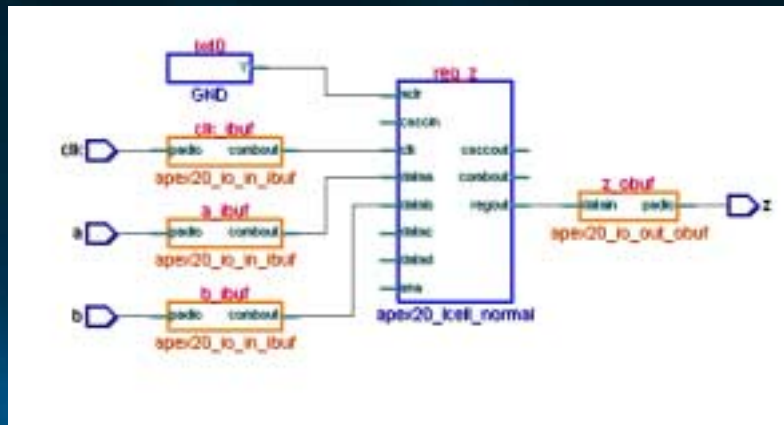 GND
clk
clk_ibuf
padio combout
apex20_io_in_ibuf
a
a_ibuf
padio combout
apex20_io_in_ibuf
b
b_ibuf
padio combout
apex20_io_in_ibuf
reg_z
aclr
cascin
clk cascout
dataa combout
datab regout
datac
datad
ena
apex20_lcell_normal
z_obuf
datain padio
apex20_io_out_obuf
z